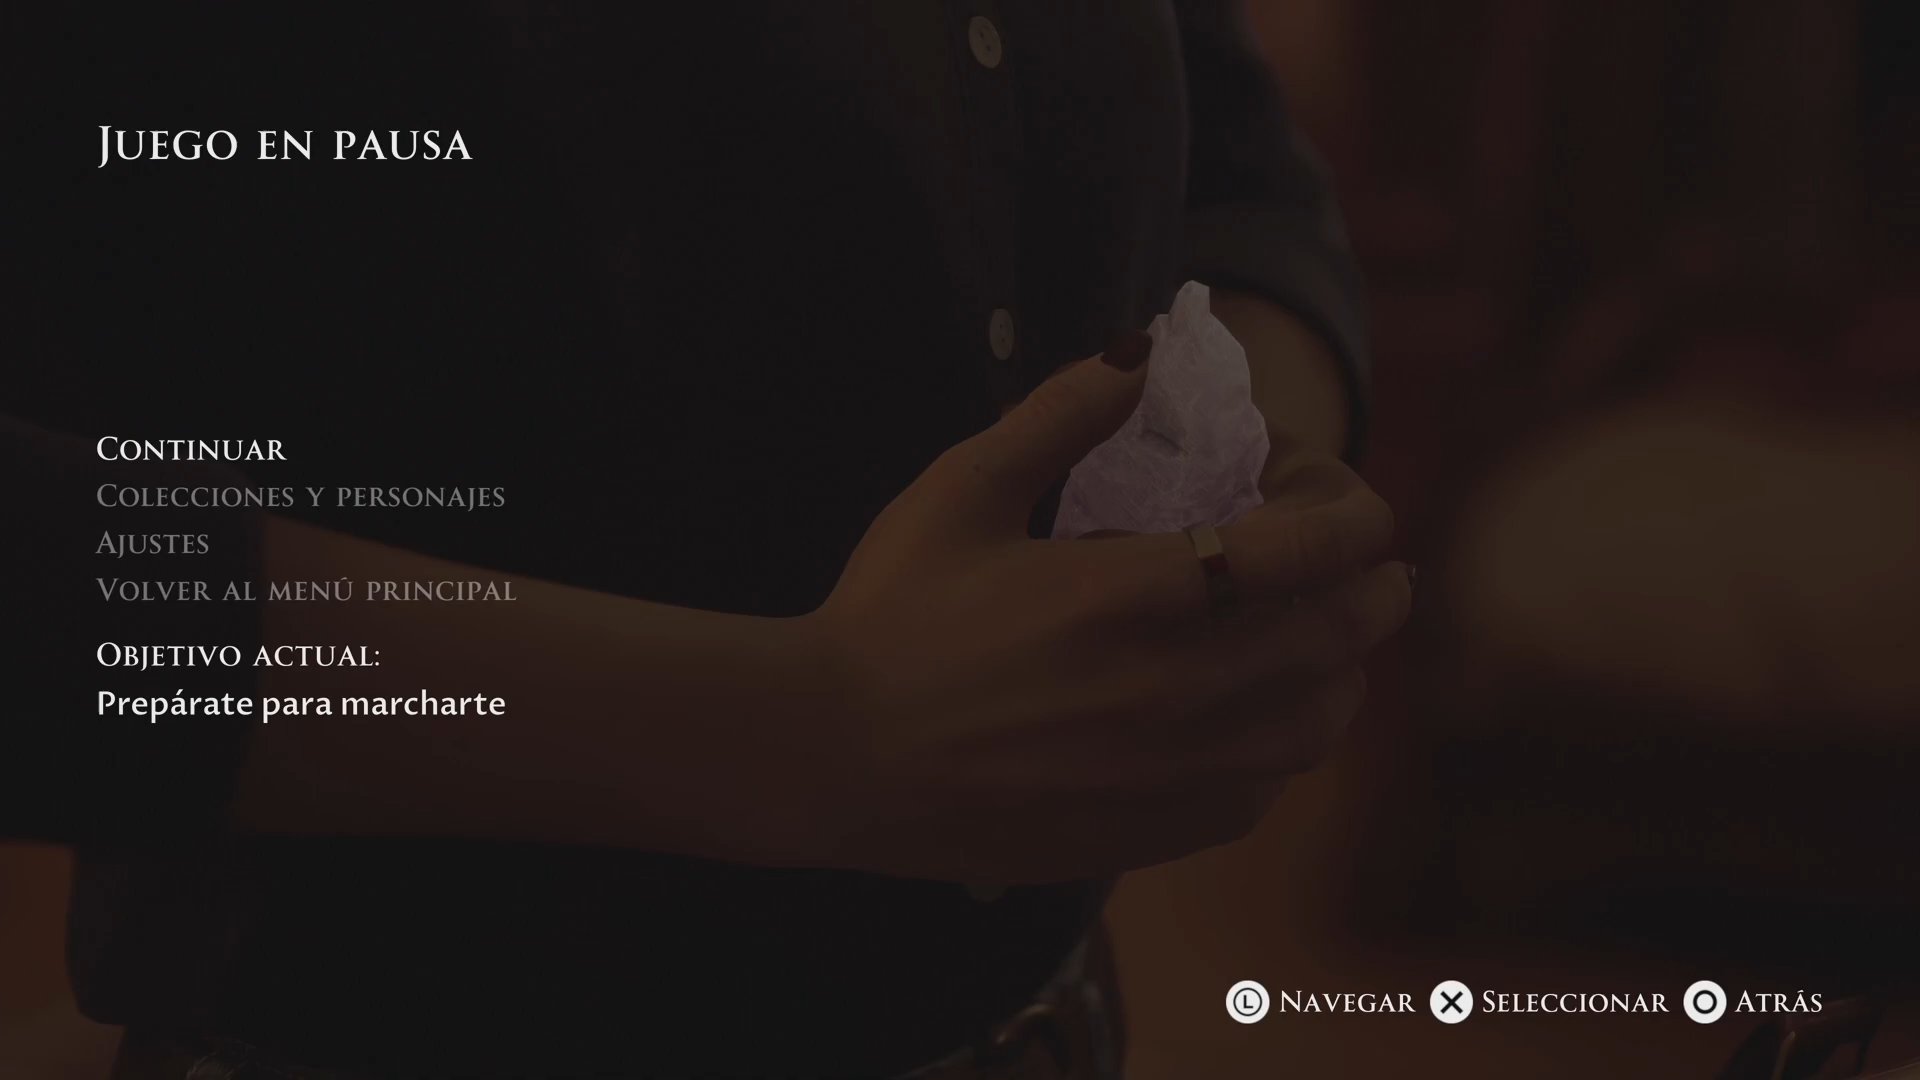 Juego en pausa
Continuar
Colecciones y personajes
Ajustes
Volver al menú principal
Objetivo actual:
Prepárate para marcharte
L Navegar X Seleccionar O Atrás